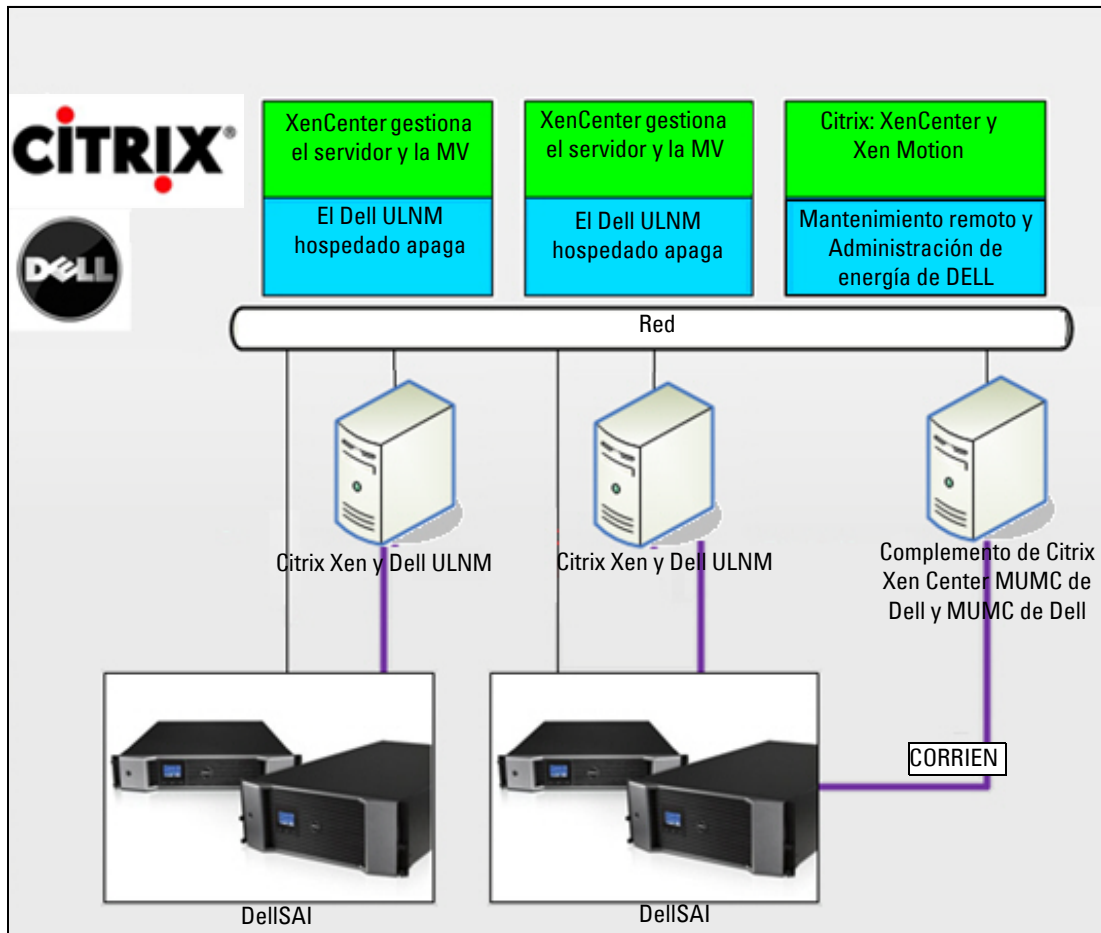 CITRIX®
DELL
XenCenter gestiona
el servidor y la MV
El Dell ULNM
hospedado apaga
XenCenter gestiona
el servidor y la MV
El Dell ULNM
hospedado apaga
Citrix: XenCenter y
Xen Motion
Mantenimiento remoto y
Administración de
energía de DELL
Red
Citrix Xen y Dell ULNM
Citrix Xen y Dell ULNM
Complemento de Citrix
Xen Center MUMC de
Dell y MUMC de Dell
CORRIEN
DellSAI
DellSAI